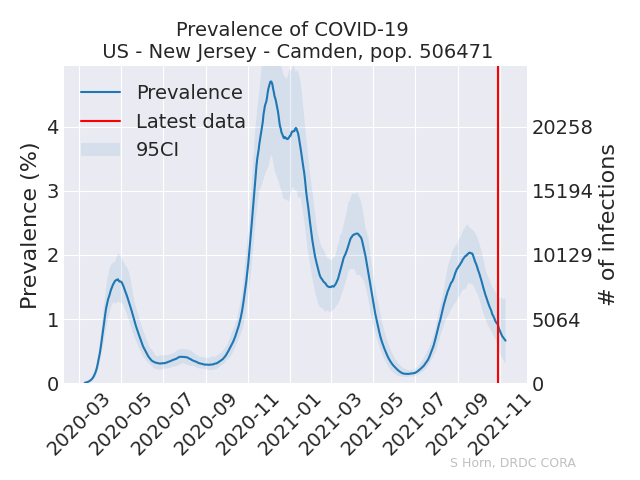 Prevalence of COVID-19
US - New Jersey - Camden, pop. 506471
Prevalence
Latest data
95CI
Prevalence (%)
4
3
2
1
0
20258
15194
10129
5064
0
# of infections
2020-03
2020-05
2020-07
2020-09
2020-11
2021-01
2021-03
2021-05
2021-07
2021-09
2021-11
S Horn, DRDC CORA